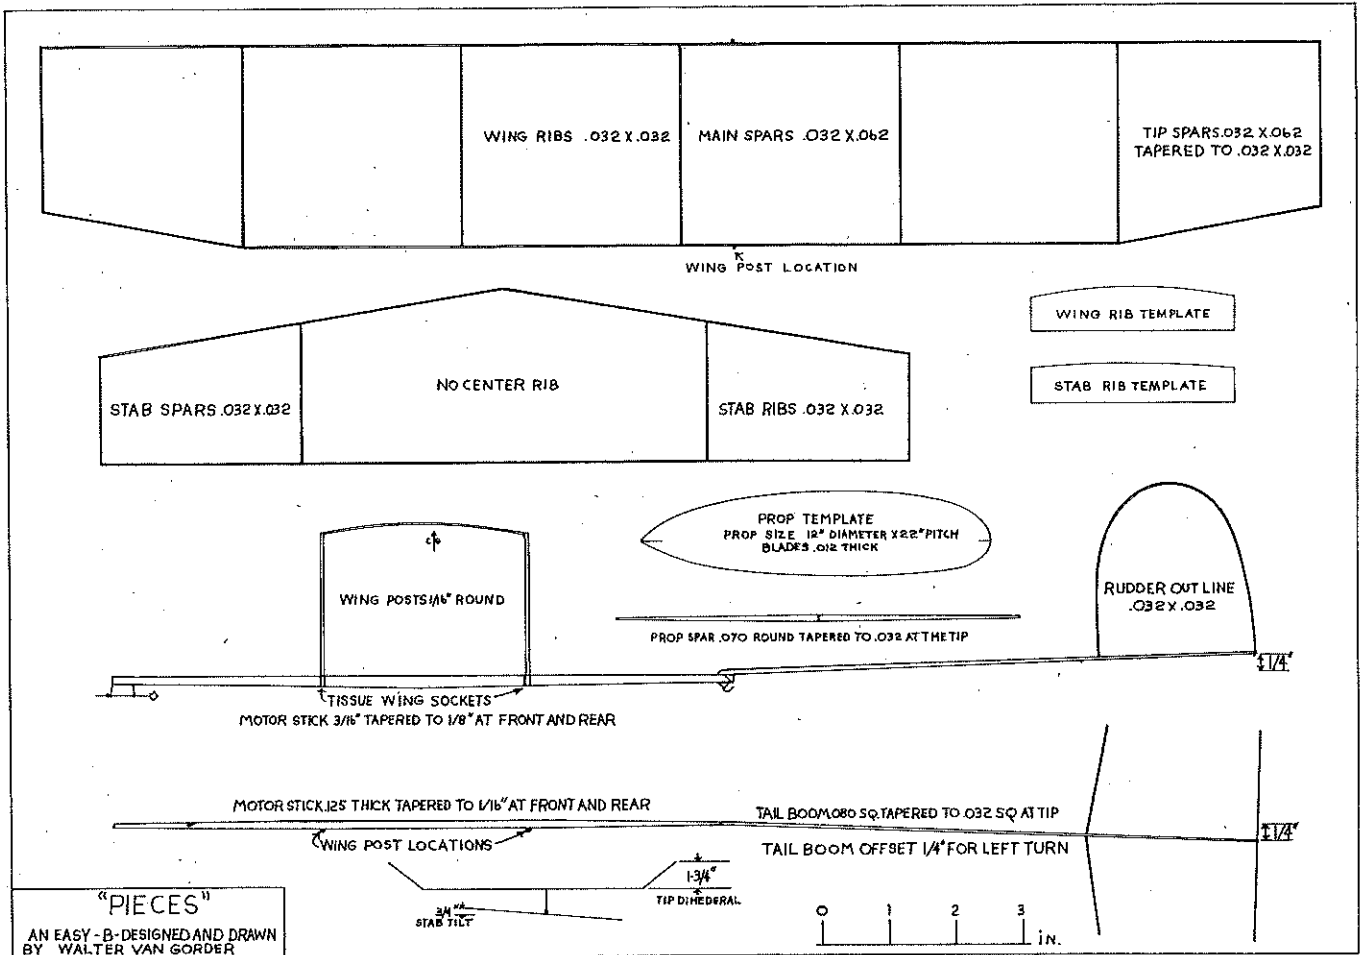 WING RIBS .032 X.032
MAIN SPARS .032 X.062
TIP SPARS.032 X.062
TAPERED TO .032 X.032
WING POST LOCATION
WING RIB TEMPLATE
STAB RIB TEMPLATE
NO CENTER RIB
STAB SPARS .032 X.032
STAB RIBS .032 X.032
PROP TEMPLATE
PROP SIZE 12" DIAMETER X 22" PITCH
BLADES .012 THICK
CG
WING POSTS 1/16" ROUND
RUDDER OUTLINE
.032 X .032
PROP SPAR .070 ROUND TAPERED TO .032 AT THE TIP
1/4"
TISSUE WING SOCKETS
MOTOR STICK 3/16" TAPERED TO 1/8" AT FRONT AND REAR
MOTOR STICK.125 THICK TAPERED TO 1/16" AT FRONT AND REAR
TAIL BOOM.080 SQ. TAPERED TO .032 SQ AT TIP
1/4"
WING POST LOCATIONS
TAIL BOOM OFFSET 1/4" FOR LEFT TURN
1-3/4"
TIP DIHEDERAL
3/4"
STAB TILT
0 1 2 3
IN.
"PIECES"
AN EASY-B-DESIGNED AND DRAWN
BY WALTER VAN GORDER